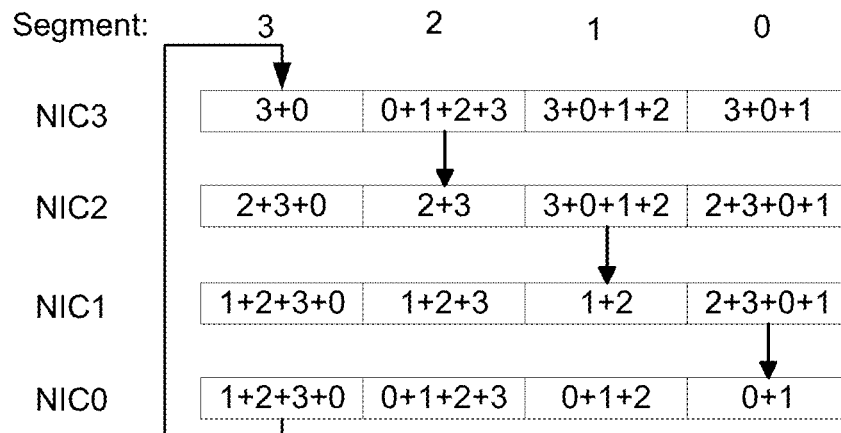 Segment: 3 2 1 0
NIC3 3+0 0+1+2+3 3+0+1+2 3+0+1
NIC2 2+3+0 2+3 3+0+1+2 2+3+0+1
NIC1 1+2+3+0 1+2+3 1+2 2+3+0+1
NIC0 1+2+3+0 0+1+2+3 0+1+2 0+1